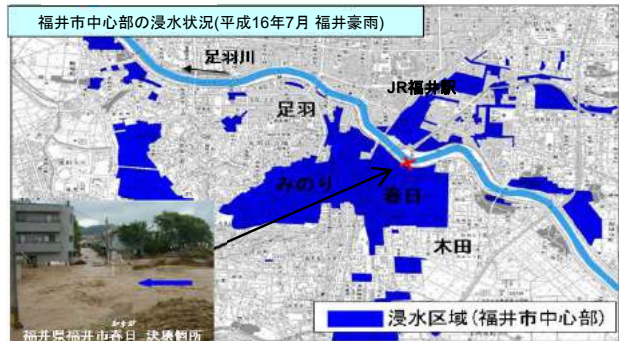 福井市中心部の浸水状況(平成16年7月 福井豪雨)
足羽川
JR福井駅
足羽
みのり
春日
木田
かすが
福井県福井市春日 決壊箇所
浸水区域(福井市中心部)